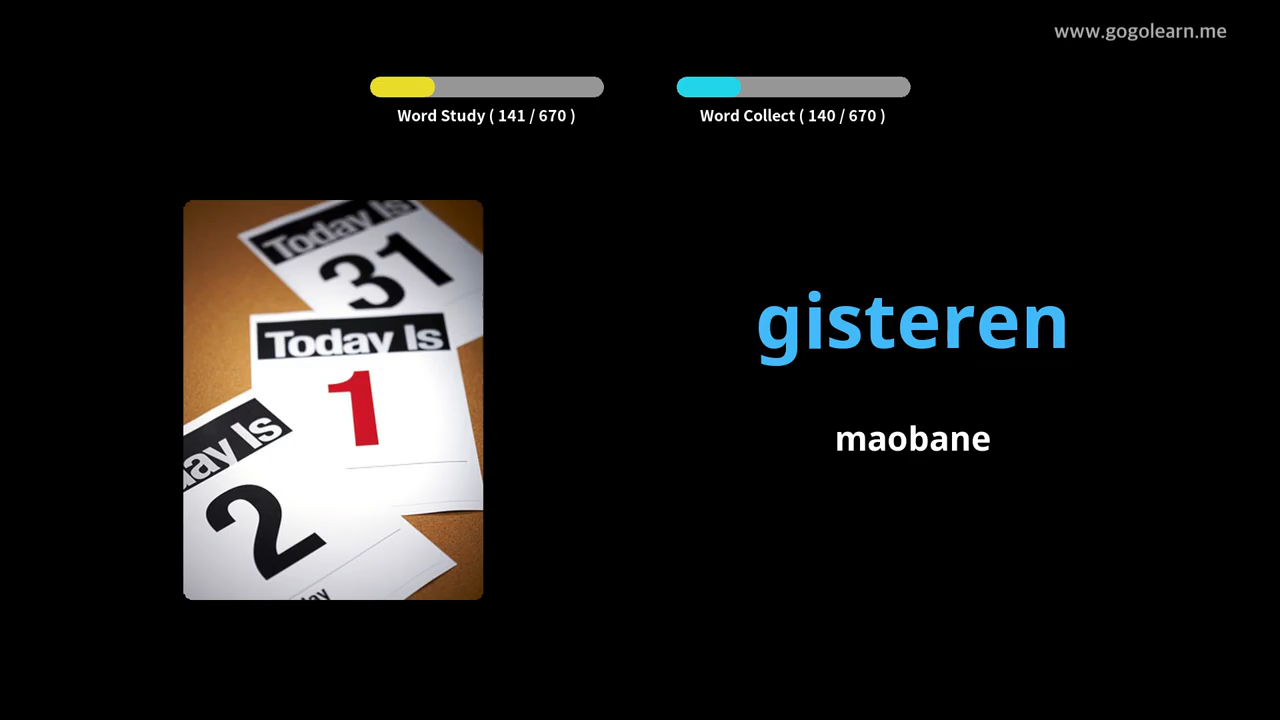 www.gogolearn.me
Word Study ( 141 / 670 )
Word Collect ( 140 / 670 )
Today Is
31
Today Is
1
ay Is
2
gisteren
maobane